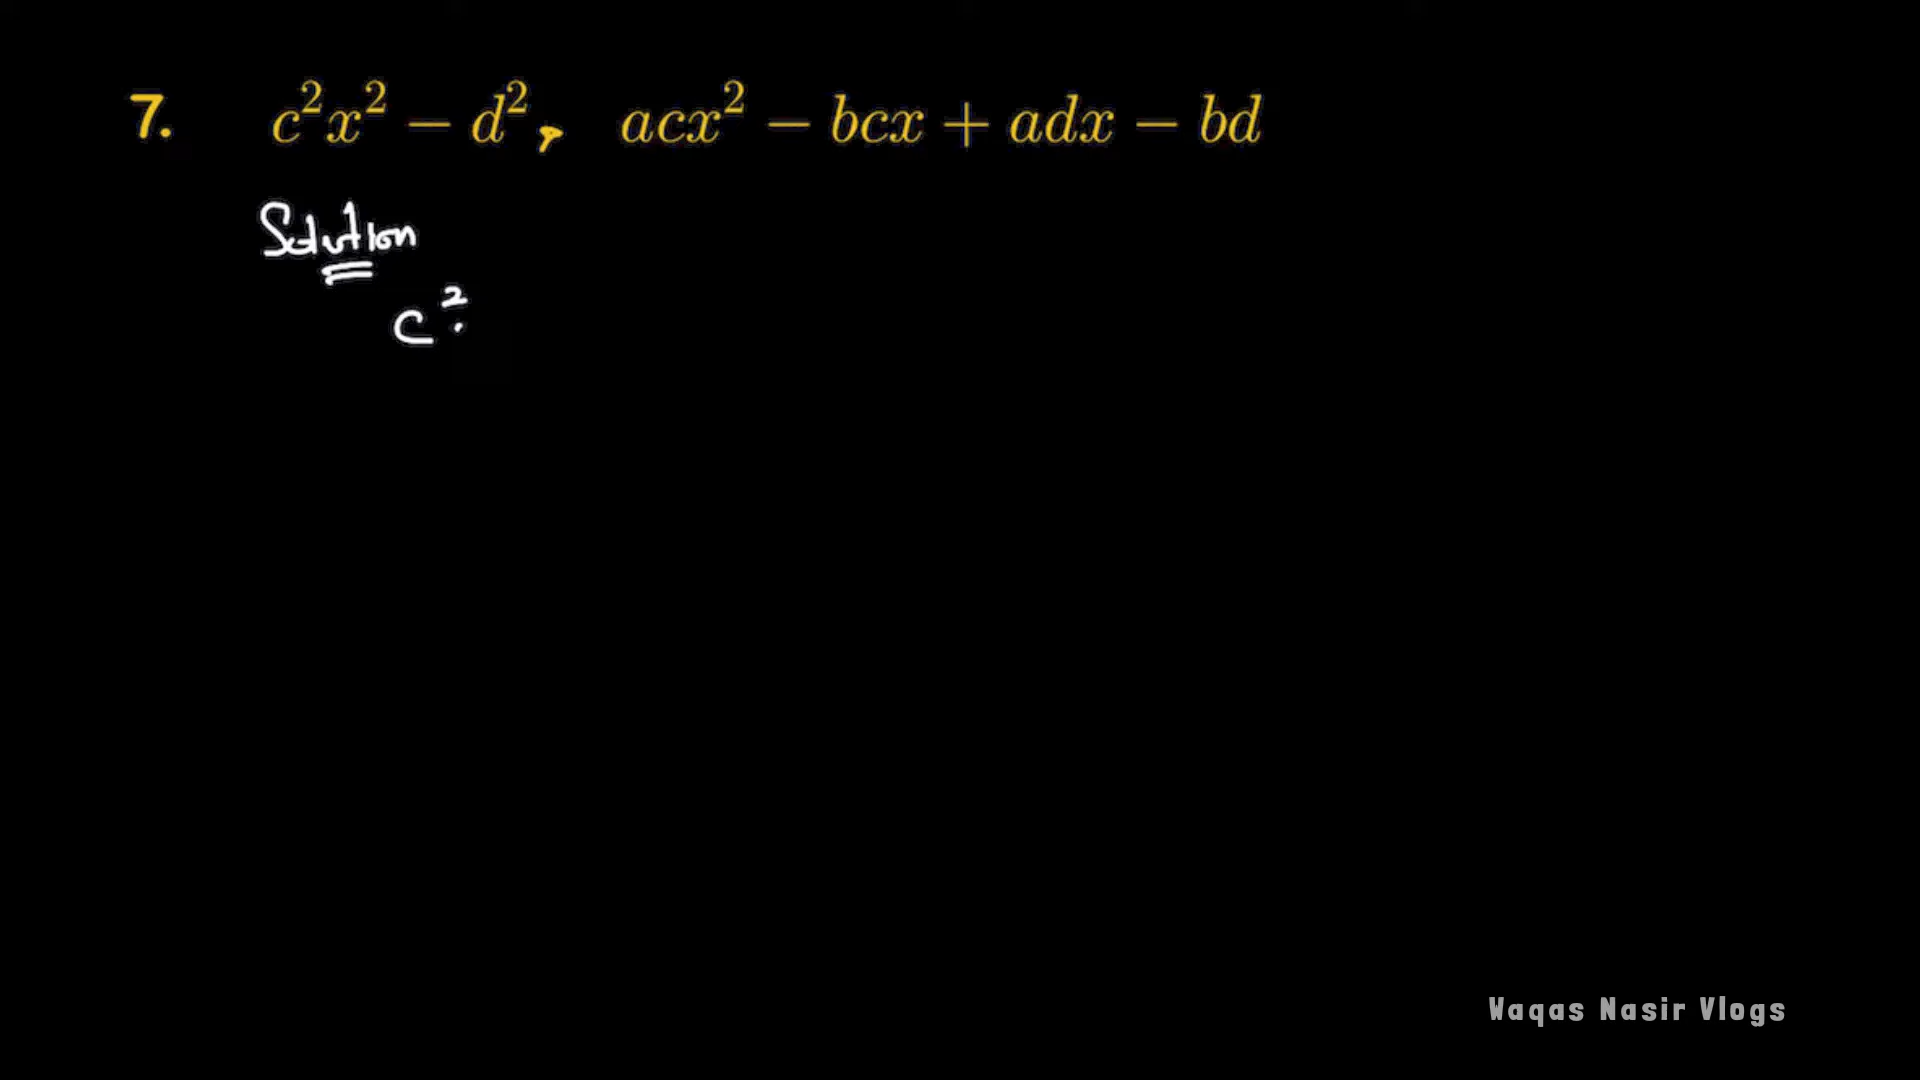 7. c²x² − d², acx² − bcx + adx − bd
Solution
c².
Waqas Nasir Vlogs